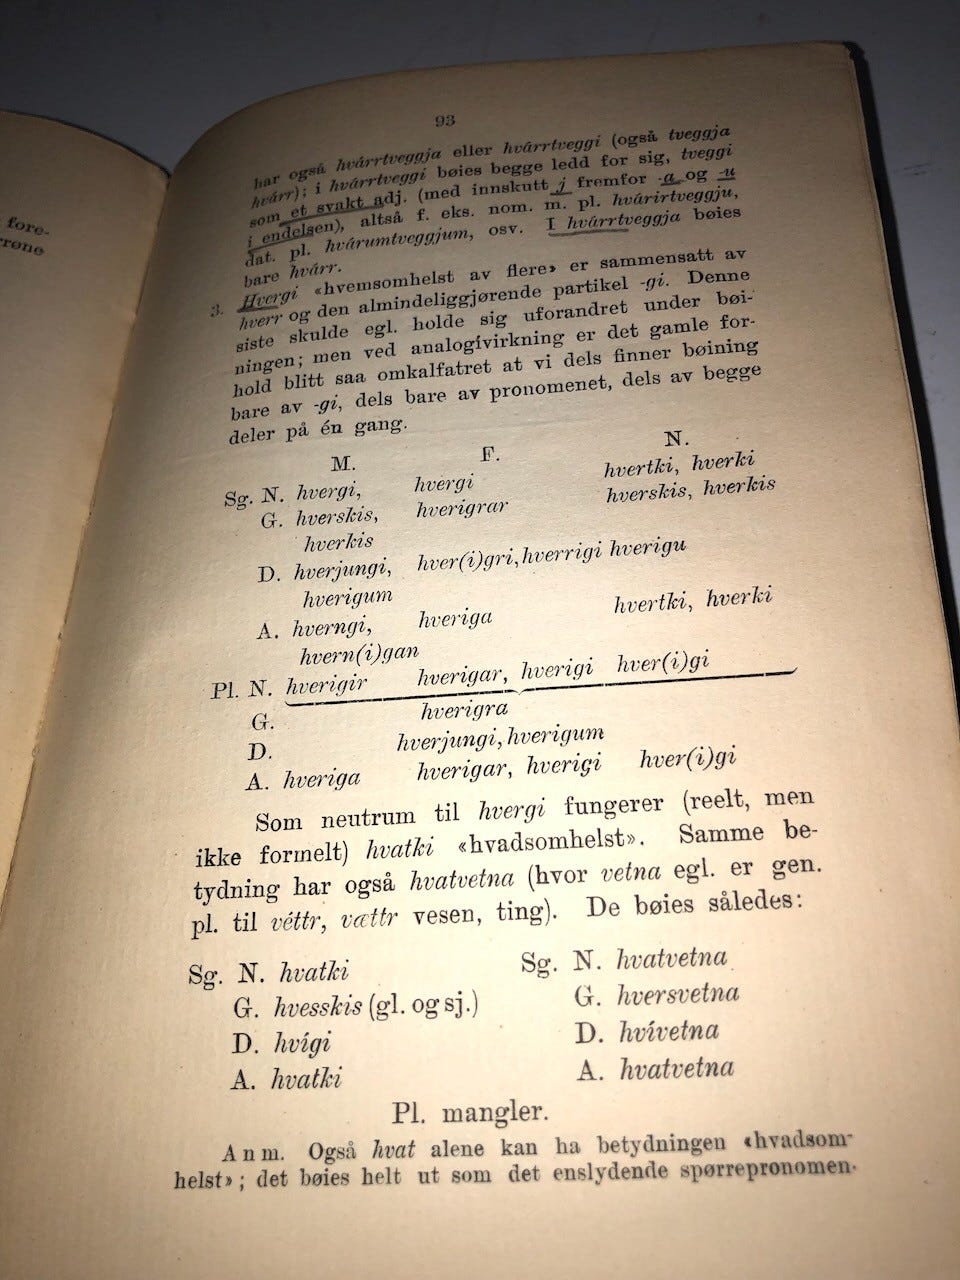 fore-
93
har også hvárrtveggja eller hvárrtveggi (også tveggja
hvárr); i hvárrtveggi bøies begge ledd for sig, tveggi
som et svakt adj. (med innskutt j fremfor -a og -u
i endelsen), altså f. eks. nom. m. pl. hvárirtveggju,
dat. pl. hvárumtveggjum, osv. I hvárrtveggja bøies
bare hvárr.
3. Hvergi «hvemsomhelst av flere» er sammensatt av
hverr og den almindeliggjørende partikel -gi. Denne
siste skulde egl. holde sig uforandret under bøi-
ningen; men ved analogivirkning er det gamle for-
hold blitt saa omkalfatret at vi dels finner bøining
bare av -gi, dels bare av pronomenet, dels av begge
deler på én gang.
M. F. N.
Sg. N. hvergi, hvergi hvertki, hverki
G. hverskis, hverigrar hverskis, hverkis
hverkis
D. hverjungi, hver(i)gri, hverrigi hverigu
hverigum
A. hverngi, hveriga hvertki, hverki
hvern(i)gan
Pl. N. hverigir hverigar, hverigi hver(i)gi
G. hverigra
D. hverjungi, hverigum
A. hveriga hverigar, hverigi hver(i)gi
Som neutrum til hvergi fungerer (reelt, men
ikke formelt) hvatki «hvadsomhelst». Samme be-
tydning har også hvatvetna (hvor vetna egl. er gen.
pl. til véttr, vættr vesen, ting). De bøies således:
Sg. N. hvatki Sg. N. hvatvetna
G. hvesskis (gl. og sj.) G. hversvetna
D. hvígi D. hvívetna
A. hvatki A. hvatvetna
Pl. mangler.
Anm. Også hvat alene kan ha betydningen «hvadsom-
helst»; det bøies helt ut som det enslydende spørrepronomen.